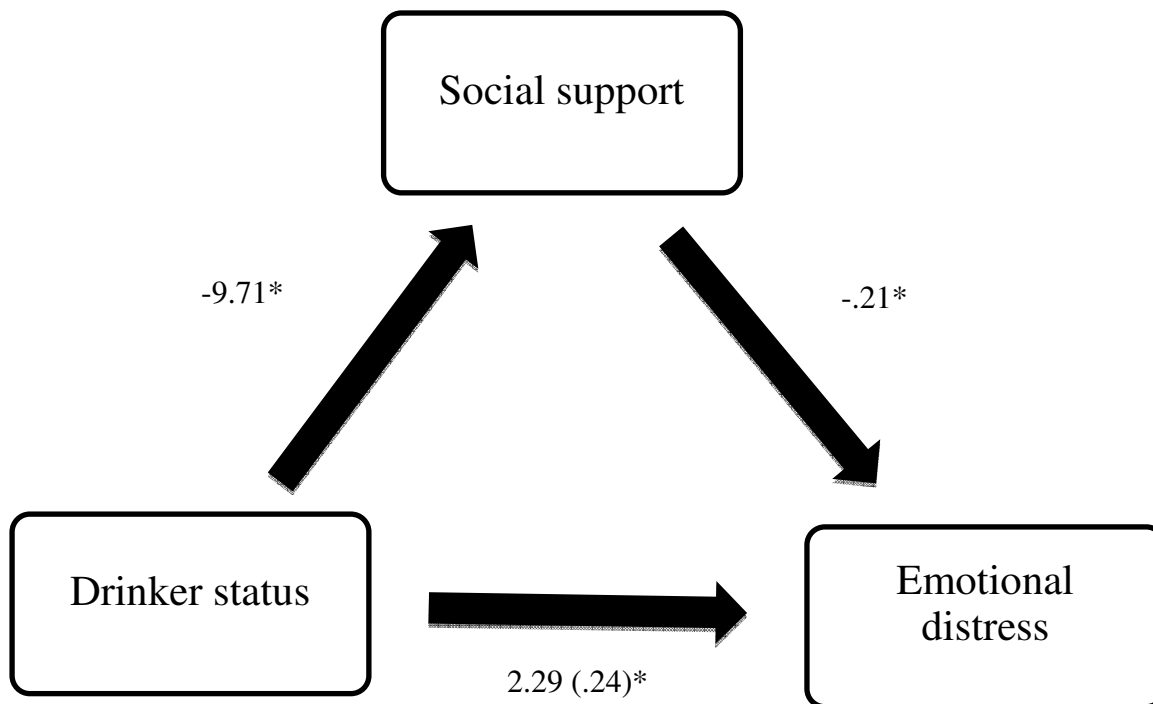 Social support
-9.71*
-.21*
Drinker status
Emotional
distress
2.29 (.24)*